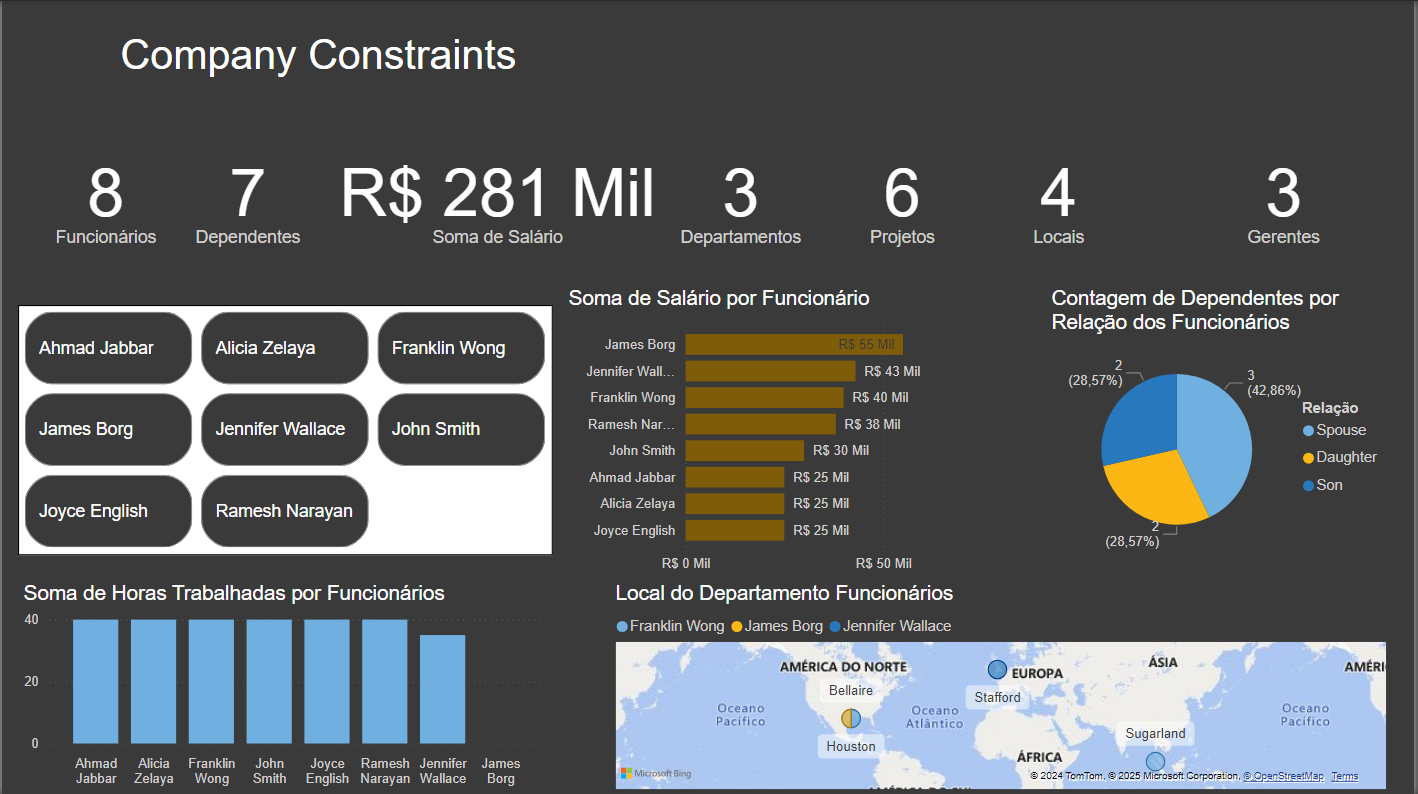 Company Constraints
8
Funcionários
7
Dependentes
R$ 281 Mil
Soma de Salário
3
Departamentos
6
Projetos
4
Locais
3
Gerentes
Ahmad Jabbar
Alicia Zelaya
Franklin Wong
James Borg
Jennifer Wallace
John Smith
Joyce English
Ramesh Narayan
Soma de Salário por Funcionário
James Borg R$ 55 Mil
Jennifer Wall... R$ 43 Mil
Franklin Wong R$ 40 Mil
Ramesh Nar... R$ 38 Mil
John Smith R$ 30 Mil
Ahmad Jabbar R$ 25 Mil
Alicia Zelaya R$ 25 Mil
Joyce English R$ 25 Mil
R$ 0 Mil R$ 50 Mil
Contagem de Dependentes por
Relação dos Funcionários
2
(28,57%)
3
(42,86%)
2
(28,57%)
Relação
Spouse
Daughter
Son
Soma de Horas Trabalhadas por Funcionários
40
20
0
Ahmad
Jabbar
Alicia
Zelaya
Franklin
Wong
John
Smith
Joyce
English
Ramesh
Narayan
Jennifer
Wallace
James
Borg
Local do Departamento Funcionários
Franklin Wong James Borg Jennifer Wallace
AMÉRICA DO NORTE
EUROPA
ÁSIA
AMÉRI
Bellaire
Stafford
Oceano
Pacífico
Oceano
Atlântico
Oceano
Pacífico
Houston
Sugarland
ÁFRICA
Microsoft Bing
© 2024 TomTom, © 2025 Microsoft Corporation, © OpenStreetMap Terms